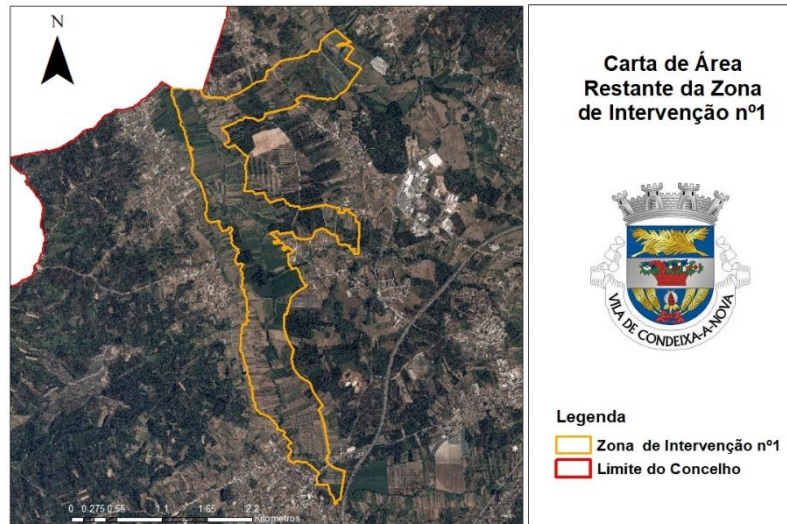 N
Carta de Área
Restante da Zona
de Intervenção nº1
VILA DE CONDEIXA-A-NOVA
Legenda
Zona de Intervenção nº1
Limite do Concelho
0 0.275 0.55 1.1 1.65 2.2
Kilometros